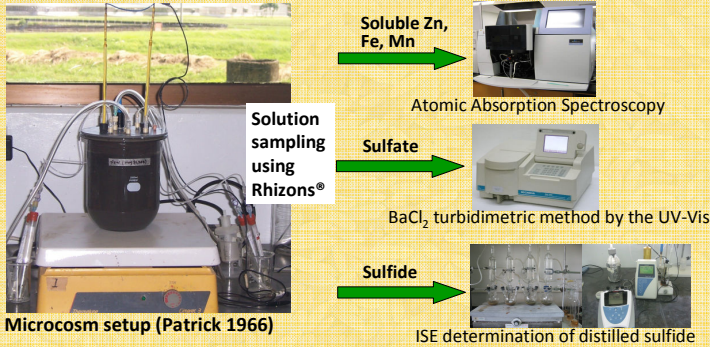 Soluble Zn,
Fe, Mn
Atomic Absorption Spectroscopy
Solution
sampling
using
Rhizons®
Sulfate
BaCl₂ turbidimetric method by the UV-Vis
Sulfide
1
Microcosm setup (Patrick 1966)
ISE determination of distilled sulfide